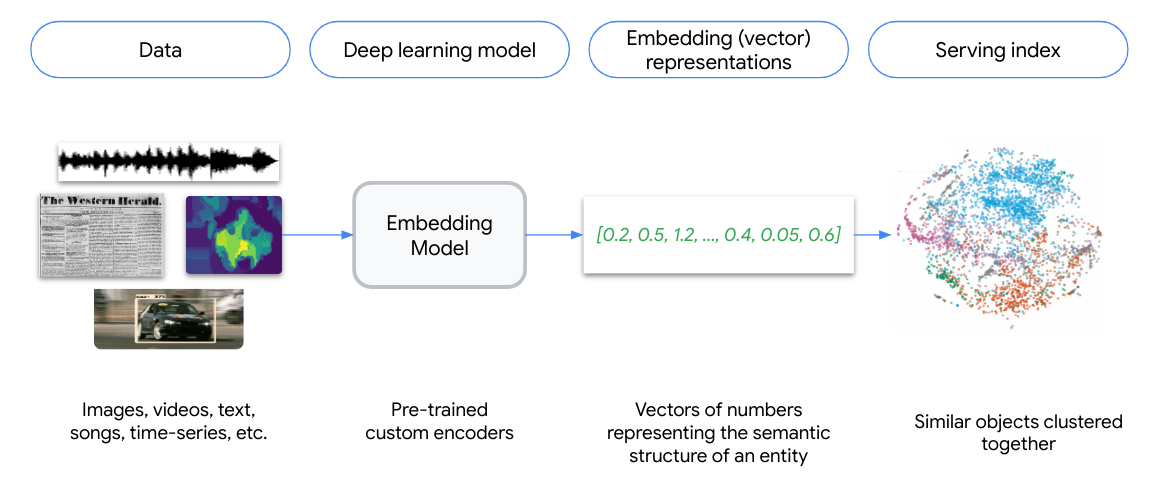 Data
Deep learning model
Embedding (vector)
representations
Serving index
The Western Herald.
Embedding
Model
[0.2, 0.5, 1.2, ..., 0.4, 0.05, 0.6]
Images, videos, text,
songs, time-series, etc.
Pre-trained
custom encoders
Vectors of numbers
representing the semantic
structure of an entity
Similar objects clustered
together